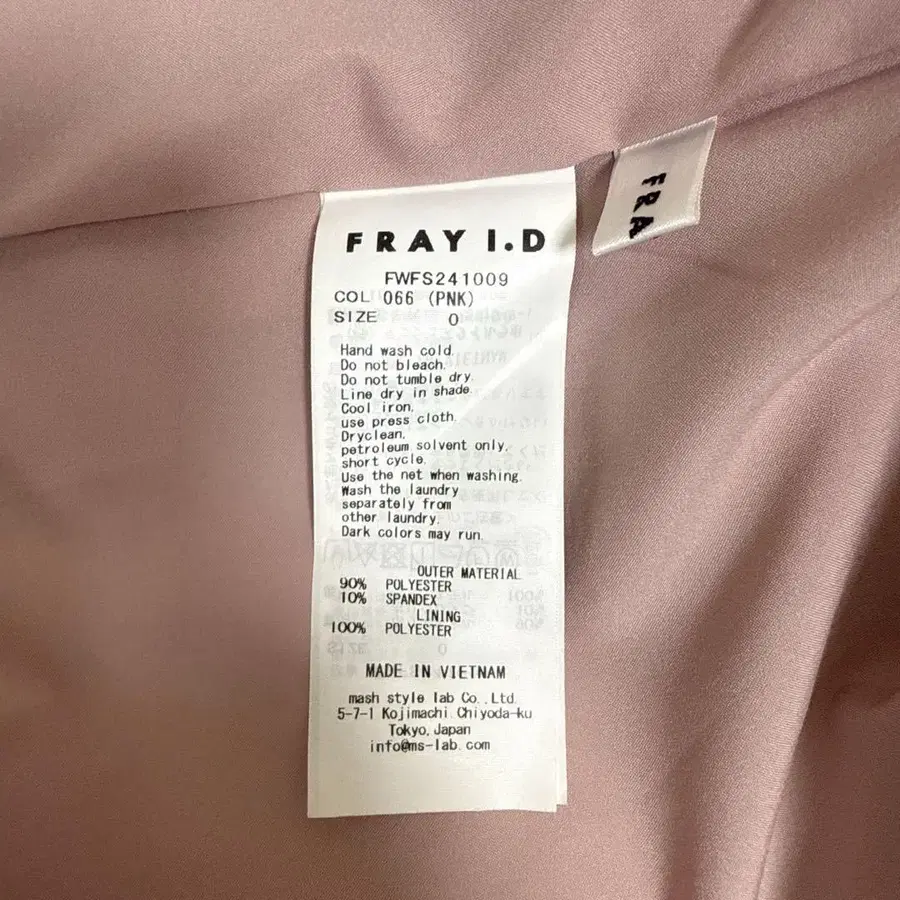 FRAY I.D
FWFS241009
COL 066 (PNK)
SIZE 0
Hand wash cold.
Do not bleach.
Do not tumble dry.
Line dry in shade.
Cool iron.
use press cloth.
Dryclean.
petroleum solvent only.
short cycle.
Use the net when washing.
Wash the laundry
separately from
other laundry.
Dark colors may run.
OUTER MATERIAL
90% POLYESTER
10% SPANDEX
LINING
100% POLYESTER
MADE IN VIETNAM
mash style lab Co.,Ltd.
5-7-1 Kojimachi Chiyoda-ku
Tokyo,Japan
info@ms-lab.com
FRA